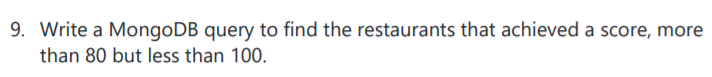 9. Write a MongoDB query to find the restaurants that achieved a score, more
than 80 but less than 100.